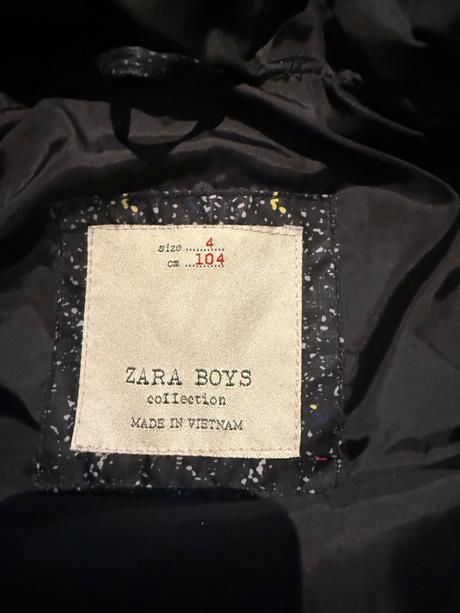 size ........... 4
cm ........... 104
ZARA BOYS
collection
MADE IN VIETNAM